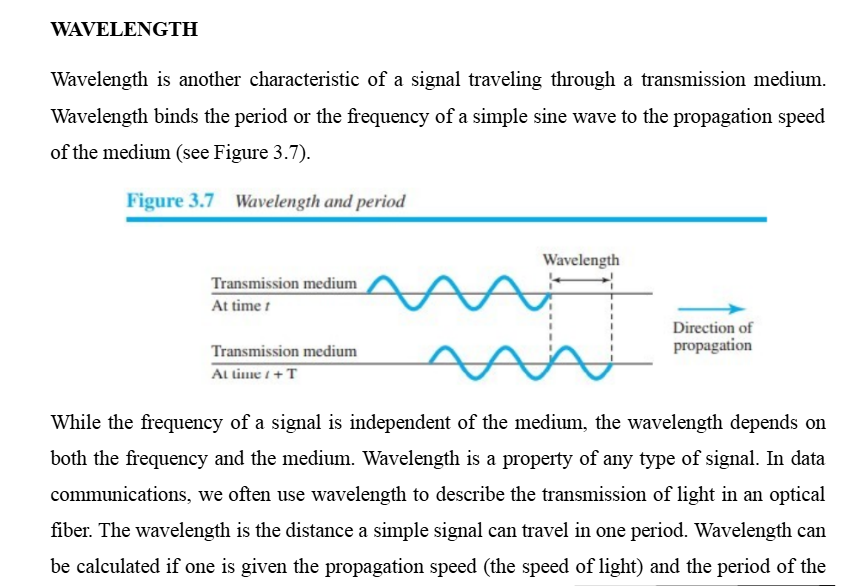 WAVELENGTH
Wavelength is another characteristic of a signal traveling through a transmission medium.
Wavelength binds the period or the frequency of a simple sine wave to the propagation speed
of the medium (see Figure 3.7).
Figure 3.7 Wavelength and period
Wavelength
Transmission medium
At time t
Direction of
propagation
Transmission medium
At time t + T
While the frequency of a signal is independent of the medium, the wavelength depends on
both the frequency and the medium. Wavelength is a property of any type of signal. In data
communications, we often use wavelength to describe the transmission of light in an optical
fiber. The wavelength is the distance a simple signal can travel in one period. Wavelength can
be calculated if one is given the propagation speed (the speed of light) and the period of the